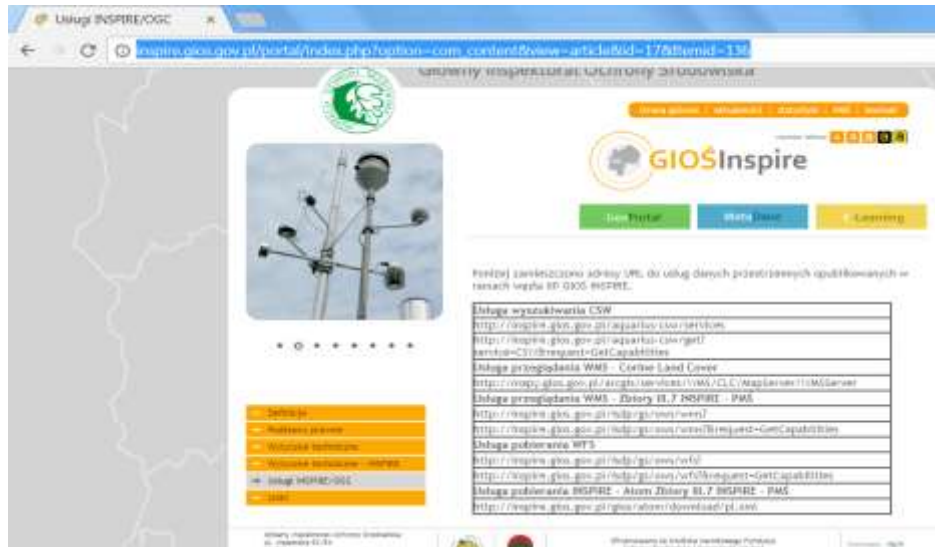 Usługi INSPIRE/OGC
inspire.gios.gov.pl/portal/index.php?option=com_content&view=article&id=17&Itemid=136
Główny Inspektorat Ochrony Środowiska
GIOŚInspire
GeoPortal
MetaDane
E-Learning
Poniżej zamieszczono adresy URL do usług danych przestrzennych opublikowanych w
ramach węzła IIP GIOŚ INSPIRE.
Usługa wyszukiwania CSW
http://inspire.gios.gov.pl/aquarius-csw/services
http://inspire.gios.gov.pl/aquarius-csw/get?
service=CSW&request=GetCapabilities
Usługa przeglądania WMS - Corine Land Cover
http://mapy.gios.gov.pl/arcgis/services/WMS/CLC/MapServer/WMSServer
Usługa przeglądania WMS - Zbiory III.7 INSPIRE - PMŚ
http://inspire.gios.gov.pl/hdp/gs/ows/wms?
http://inspire.gios.gov.pl/hdp/gs/ows/wms?&request=GetCapabilities
Usługa pobierania WFS
http://inspire.gios.gov.pl/hdp/gs/ows/wfs?
http://inspire.gios.gov.pl/hdp/gs/ows/wfs?&request=GetCapabilities
Usługa pobierania INSPIRE - Atom Zbiory III.7 INSPIRE - PMŚ
http://inspire.gios.gov.pl/gios/atom/download/pl.xml
Definicje
Podstawy prawne
Wytyczne techniczne
Wytyczne techniczne - INSPIRE
Usługi INSPIRE/OGC
Linki